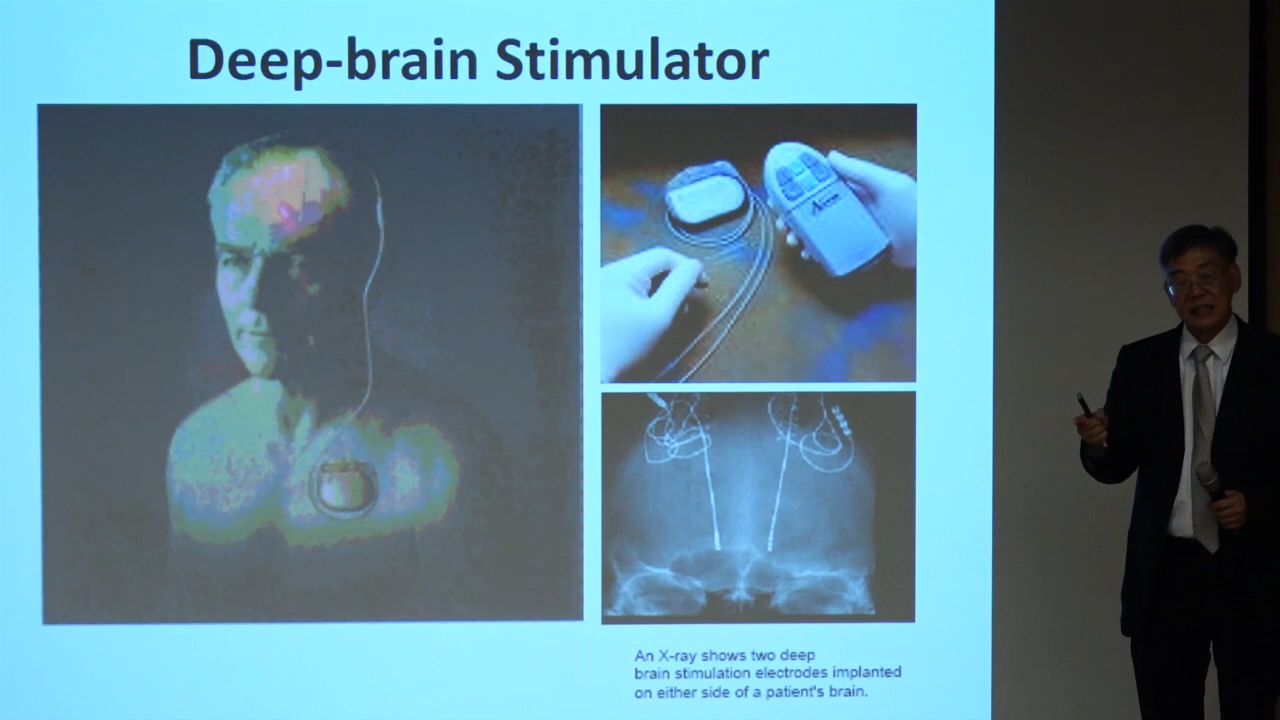 Deep-brain Stimulator
An X-ray shows two deep
brain stimulation electrodes implanted
on either side of a patient's brain.